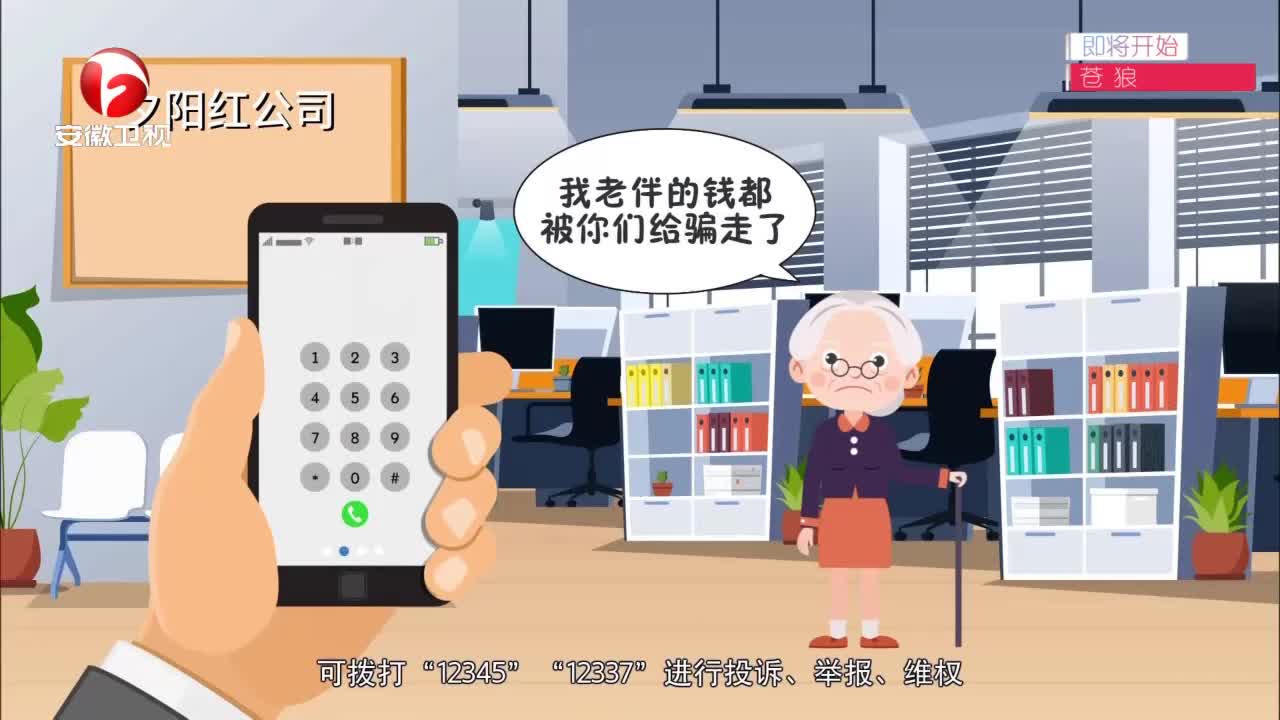 即将开始
苍狼
夕阳红公司
安徽卫视
我老伴的钱都
被你们给骗走了
1 2 3
4 5 6
7 8 9
* 0 #
可拨打“12345” “12337” 进行投诉、举报、维权